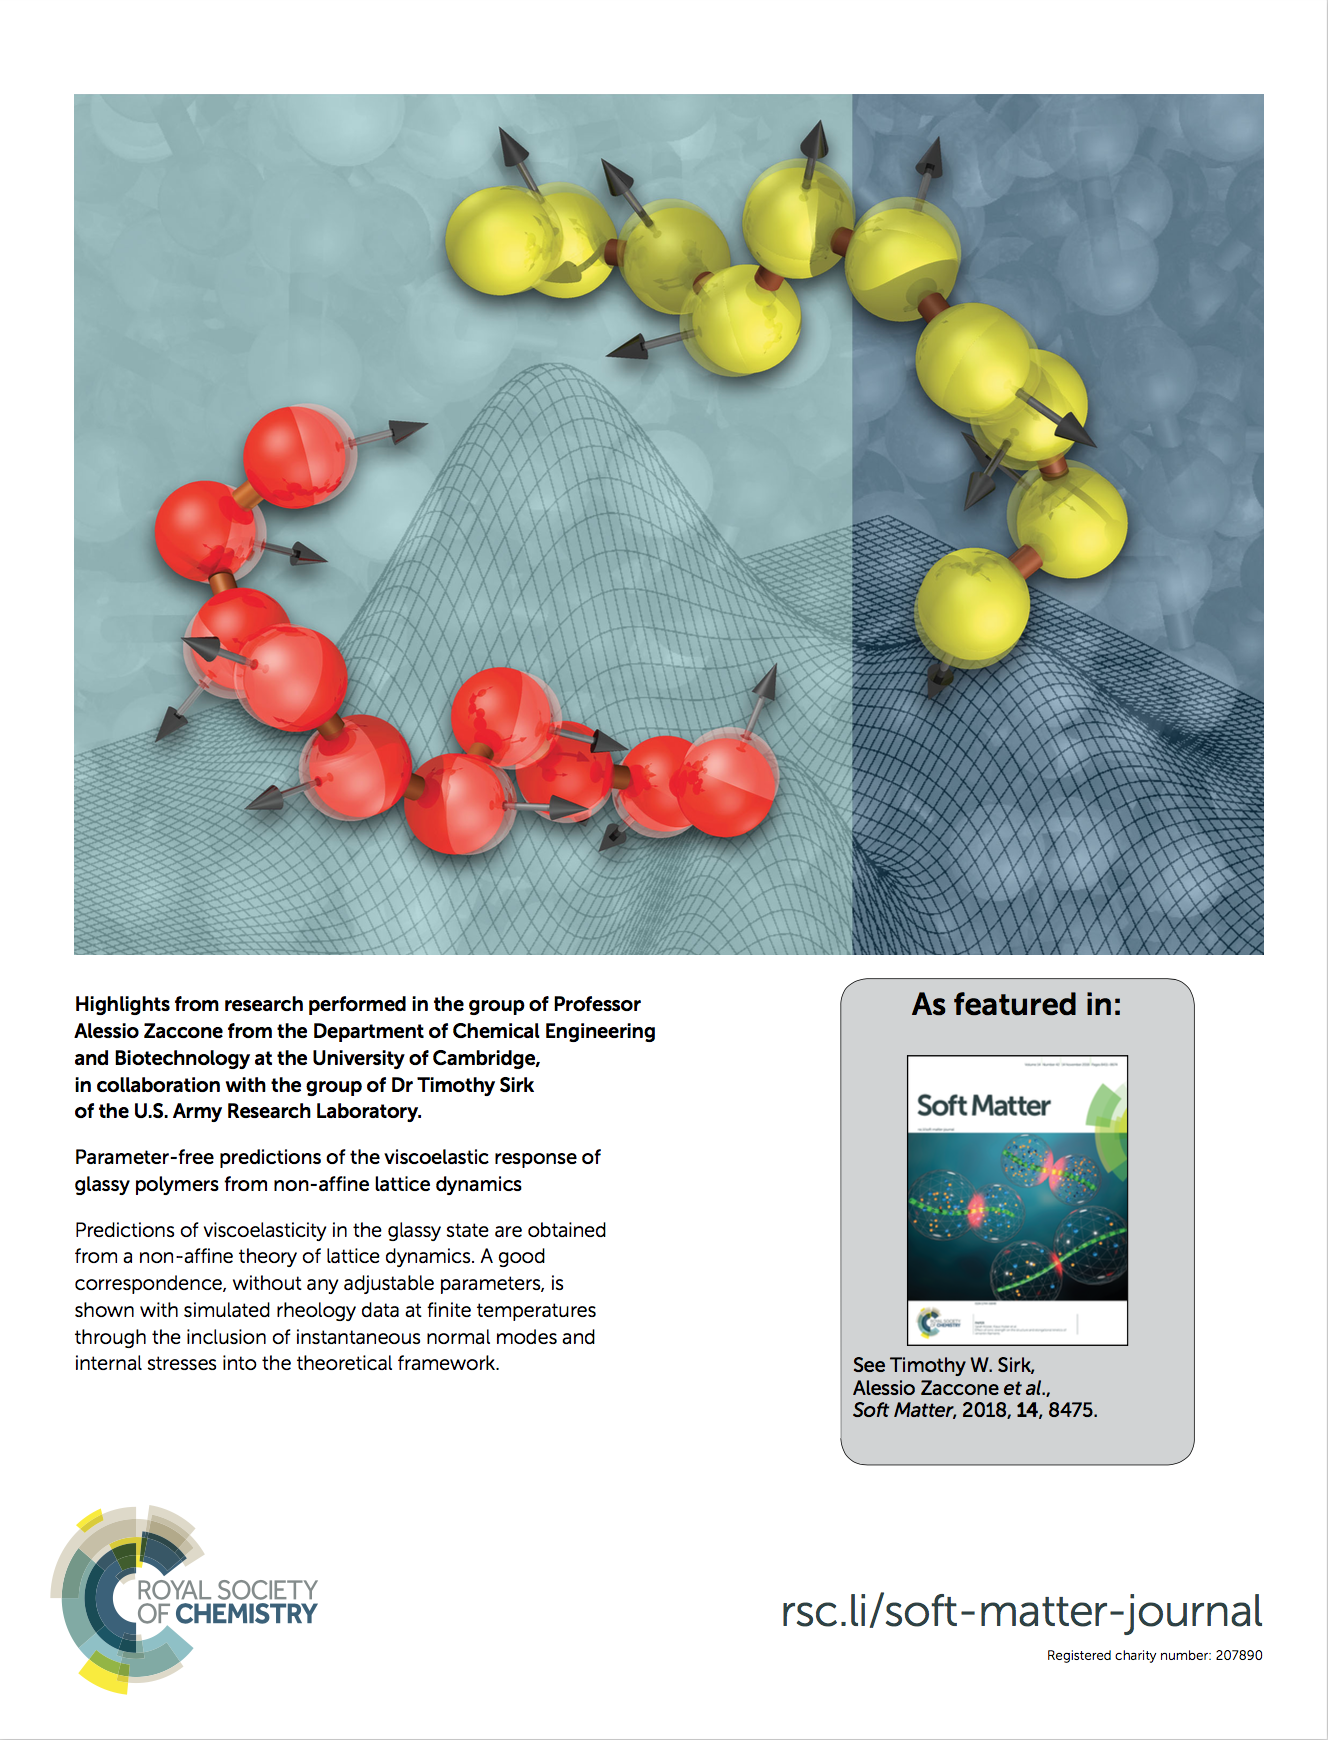 Highlights from research performed in the group of Professor
Alessio Zaccone from the Department of Chemical Engineering
and Biotechnology at the University of Cambridge,
in collaboration with the group of Dr Timothy Sirk
of the U.S. Army Research Laboratory.
Parameter-free predictions of the viscoelastic response of
glassy polymers from non-affine lattice dynamics
Predictions of viscoelasticity in the glassy state are obtained
from a non-affine theory of lattice dynamics. A good
correspondence, without any adjustable parameters, is
shown with simulated rheology data at finite temperatures
through the inclusion of instantaneous normal modes and
internal stresses into the theoretical framework.
As featured in:
Soft Matter
ROYAL SOCIETY
OF CHEMISTRY
See Timothy W. Sirk,
Alessio Zaccone et al.,
Soft Matter, 2018, 14, 8475.
ROYAL SOCIETY
OF CHEMISTRY
rsc.li/soft-matter-journal
Registered charity number: 207890